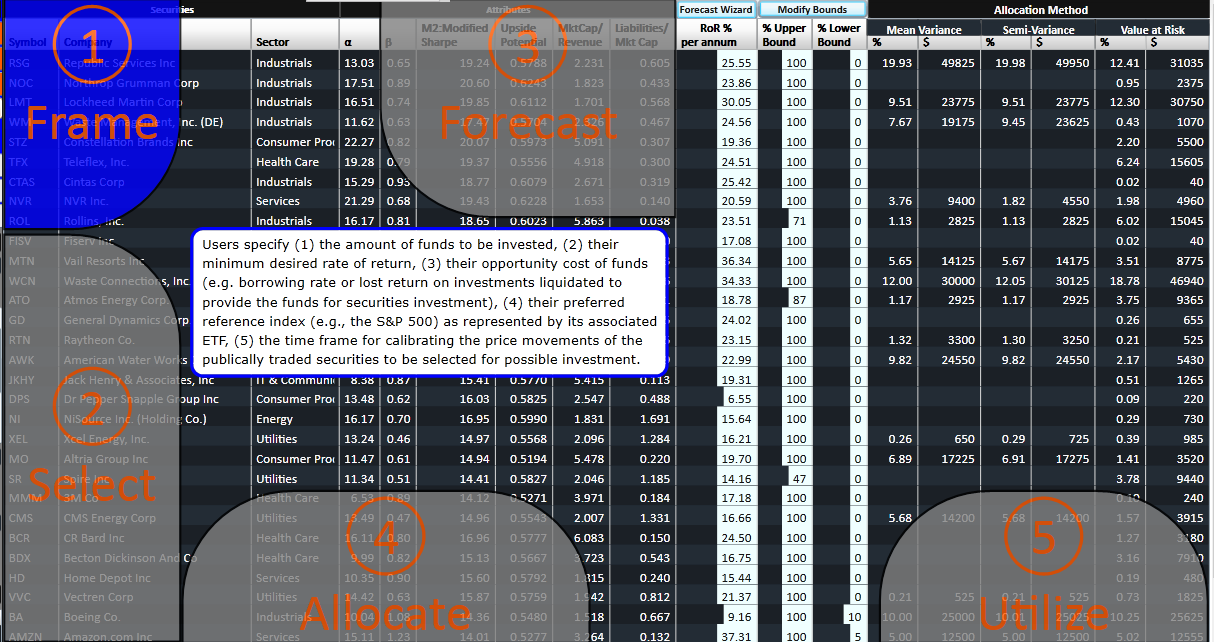 Securities Attributes Forecast Wizard Modify Bounds Allocation Method
M2:Modified Upside MktCap/ Liabilities/ RoR % % Upper % Lower Mean Variance Semi-Variance Value at Risk
Symbol Company Sector α β Sharpe Potential Revenue Mkt Cap per annum Bound Bound % $ % $ % $
RSG Republic Services Inc Industrials 13.03 0.65 19.24 0.5788 2.231 0.605 25.55 100 0 19.93 49825 19.98 49950 12.41 31035
NOC Northrop Grumman Corp Industrials 17.51 0.89 20.60 0.6243 1.823 0.433 23.86 100 0 0.95 2375
LMT Lockheed Martin Corp Industrials 16.51 0.74 19.85 0.6112 1.701 0.568 30.05 100 0 9.51 23775 9.51 23775 12.30 30750
WM Waste Management, Inc. (DE) Industrials 11.62 0.63 17.47 0.5704 2.326 0.467 24.56 100 0 7.67 19175 9.45 23625 0.43 1070
STZ Constellation Brands Inc Consumer Pro 22.27 0.82 20.07 0.5973 5.091 0.307 19.36 100 0 2.20 5500
TFX Teleflex, Inc. Health Care 19.28 0.79 19.37 0.5556 4.918 0.300 24.51 100 0 6.24 15605
CTAS Cintas Corp Industrials 15.29 0.93 18.77 0.6079 2.671 0.319 25.42 100 0 0.02 40
NVR NVR Inc. Services 21.29 0.68 19.43 0.6228 1.653 0.140 20.59 100 0 3.76 9400 1.82 4550 1.98 4960
ROL Rollins, Inc. Industrials 16.17 0.81 18.65 0.6023 5.863 0.038 23.51 71 0 1.13 2825 1.13 2825 6.02 15045
FISV Fiserv Inc 17.08 100 0 0.02 40
MTN Vail Resorts Inc 36.34 100 0 5.65 14125 5.67 14175 3.51 8775
WCN Waste Connections, Inc. 34.33 100 0 12.00 30000 12.05 30125 18.78 46940
ATO Atmos Energy Corp. 18.78 87 0 1.17 2925 1.17 2925 3.75 9365
GD General Dynamics Corp 24.02 100 0 0.26 655
RTN Raytheon Co. 23.15 100 0 1.32 3300 1.30 3250 0.21 525
AWK American Water Works 22.99 100 0 9.82 24550 9.82 24550 2.17 5430
JKHY Jack Henry & Associates, Inc IT & Communi 8.38 0.87 15.41 0.5770 5.415 0.113 19.31 100 0 0.51 1265
DPS Dr Pepper Snapple Group Inc Consumer Pro 13.48 0.62 16.03 0.5825 2.547 0.488 6.55 100 0 0.09 220
NI NiSource Inc. (Holding Co.) Energy 16.17 0.70 16.95 0.5990 1.831 1.691 15.64 100 0 0.29 730
XEL Xcel Energy, Inc. Utilities 13.24 0.46 14.97 0.5568 2.096 1.284 16.21 100 0 0.26 650 0.29 725 0.39 985
MO Altria Group Inc Consumer Pro 11.47 0.61 14.94 0.5194 5.478 0.220 19.70 100 0 6.89 17225 6.91 17275 1.41 3520
SR Spire Inc Utilities 11.34 0.51 14.41 0.5827 2.046 1.185 14.16 47 0 3.78 9440
MMM 3M Co Health Care 6.53 0.89 14.12 0.5271 3.971 0.184 17.18 100 0 0.10 240
CMS CMS Energy Corp Utilities 13.49 0.47 14.96 0.5543 2.007 1.331 16.66 100 0 5.68 14200 5.68 14200 1.57 3915
BCR CR Bard Inc Health Care 16.11 0.80 16.96 0.5777 6.083 0.150 24.50 100 0 1.27 3180
BDX Becton Dickinson And Co Health Care 9.99 0.82 15.13 0.5667 3.723 0.543 16.75 100 0 3.16 7910
HD Home Depot Inc Services 10.35 0.90 15.60 0.5792 1.815 0.240 15.44 100 0 0.19 480
VVC Vectren Corp Utilities 14.42 0.63 15.87 0.5759 1.942 0.812 21.37 100 0 0.21 525 0.21 525 0.73 1825
BA Boeing Co. Industrials 10.04 1.08 14.36 0.5480 1.518 0.667 9.16 100 10 10.00 25000 10.01 25025 10.25 25625
AMZN Amazon.com Inc Services 15.11 1.23 14.01 0.5277 3.264 0.132 37.31 100 5 5.00 12500 5.00 12500 5.02 12555
1
Frame
3
Forecast
Users specify (1) the amount of funds to be invested, (2) their
minimum desired rate of return, (3) their opportunity cost of funds
(e.g. borrowing rate or lost return on investments liquidated to
provide the funds for securities investment), (4) their preferred
reference index (e.g., the S&P 500) as represented by its associated
ETF, (5) the time frame for calibrating the price movements of the
publically traded securities to be selected for possible investment.
2
Select
4
Allocate
5
Utilize